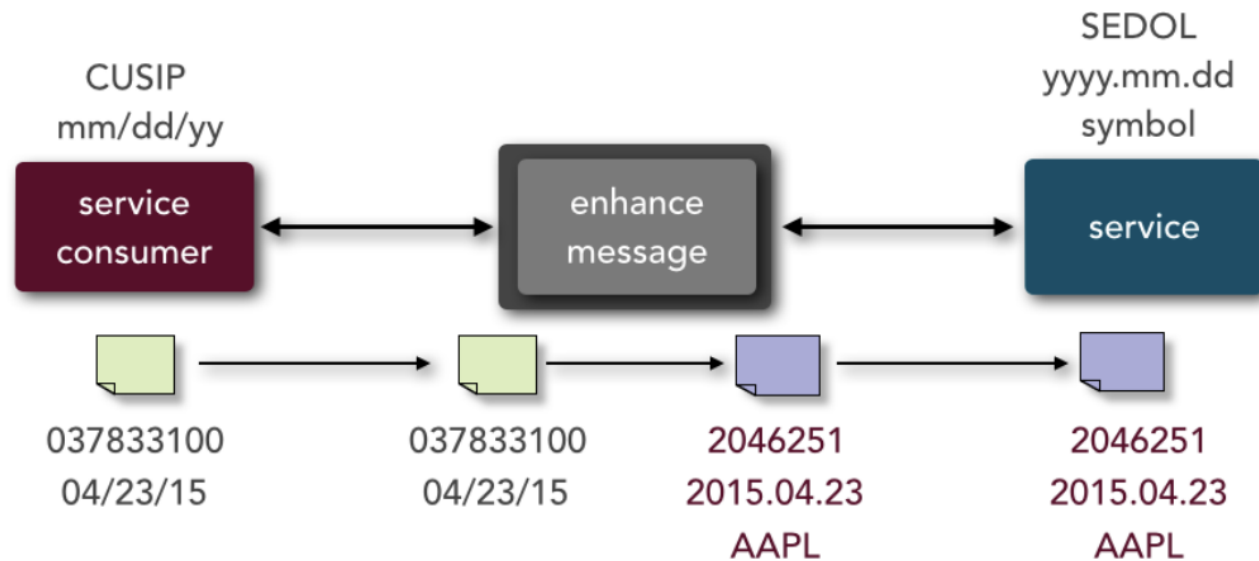 CUSIP
mm/dd/yy
SEDOL
yyyy.mm.dd
symbol
service
consumer
enhance
message
service
037833100
04/23/15
037833100
04/23/15
2046251
2015.04.23
AAPL
2046251
2015.04.23
AAPL